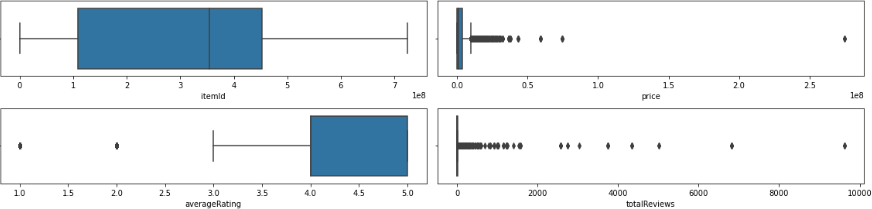 0 1 2 3 4 5 6 7
1e8
itemId
0.0 0.5 1.0 1.5 2.0 2.5
1e8
price
1.0 1.5 2.0 2.5 3.0 3.5 4.0 4.5 5.0
averageRating
0 2000 4000 6000 8000 10000
totalReviews